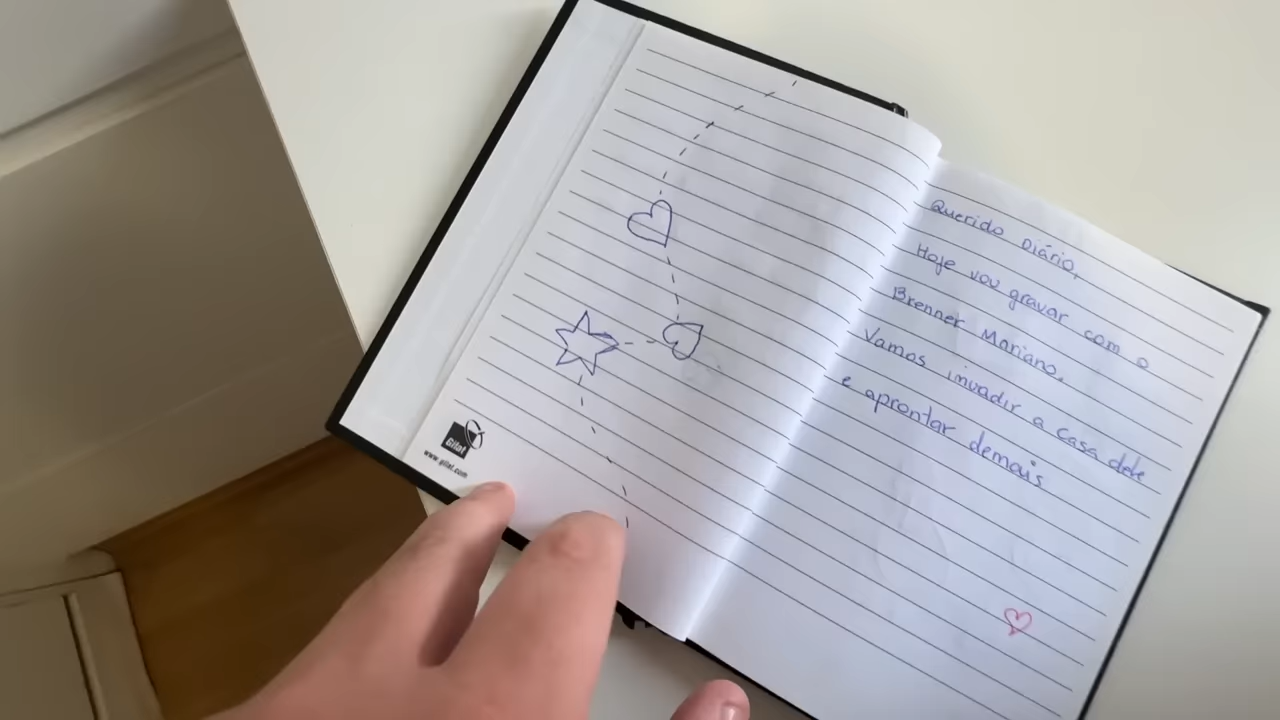 Gilat
www.gilat.com
Querido Diário,
Hoje vou gravar com o
Brenner Mariano.
Vamos invadir a casa dele
e aprontar demais